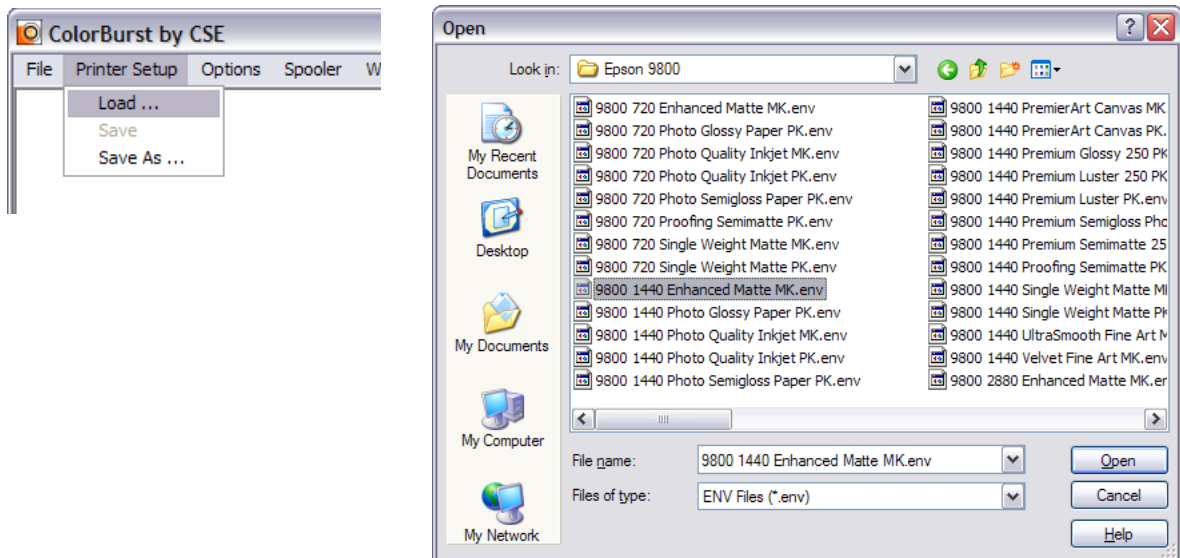 ColorBurst by CSE
File Printer Setup Options Spooler W
Load ...
Save
Save As ...
Open
Look in: Epson 9800
My Recent
Documents
Desktop
My Documents
My Computer
My Network
9800 720 Enhanced Matte MK.env
9800 720 Photo Glossy Paper PK.env
9800 720 Photo Quality Inkjet MK.env
9800 720 Photo Quality Inkjet PK.env
9800 720 Photo Semigloss Paper PK.env
9800 720 Proofing Semimatte PK.env
9800 720 Single Weight Matte MK.env
9800 720 Single Weight Matte PK.env
9800 1440 Enhanced Matte MK.env
9800 1440 Photo Glossy Paper PK.env
9800 1440 Photo Quality Inkjet MK.env
9800 1440 Photo Quality Inkjet PK.env
9800 1440 Photo Semigloss Paper PK.env
9800 1440 PremierArt Canvas MK
9800 1440 PremierArt Canvas PK.
9800 1440 Premium Glossy 250 PK
9800 1440 Premium Luster 250 PK
9800 1440 Premium Luster PK.env
9800 1440 Premium Semigloss Pho
9800 1440 Premium Semimatte 25
9800 1440 Proofing Semimatte PK
9800 1440 Single Weight Matte MK
9800 1440 Single Weight Matte PK
9800 1440 UltraSmooth Fine Art M
9800 1440 Velvet Fine Art MK.env
9800 2880 Enhanced Matte MK.er
File name: 9800 1440 Enhanced Matte MK.env
Open
Files of type: ENV Files (*.env)
Cancel
Help